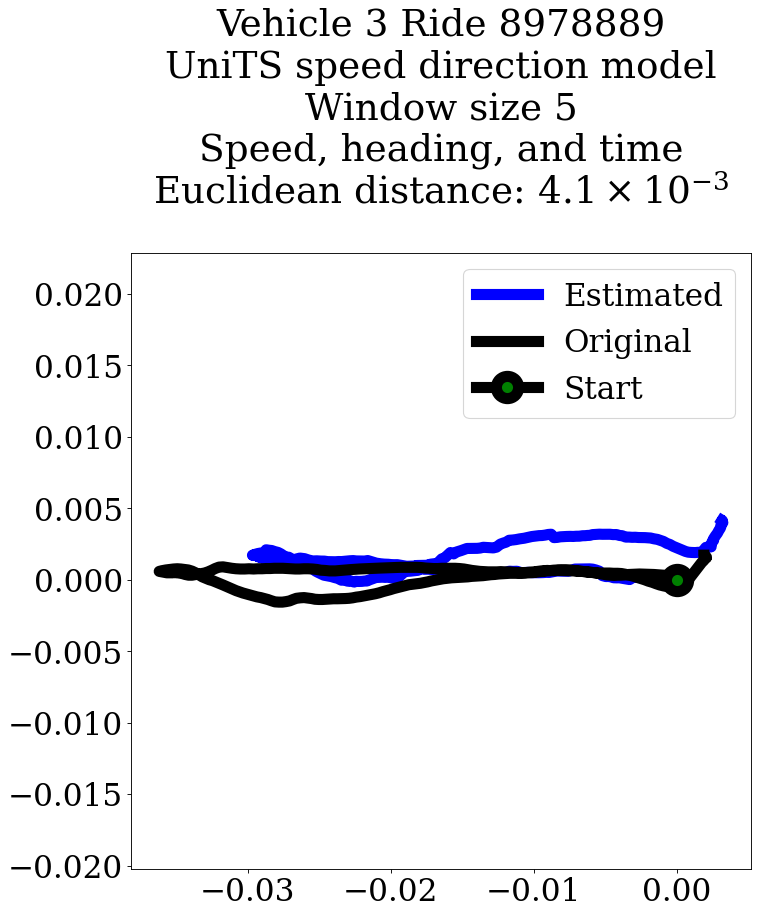 Vehicle 3 Ride 8978889
UniTS speed direction model
Window size 5
Speed, heading, and time
Euclidean distance: 4.1 × 10⁻³
Estimated
Original
Start
0.020
0.015
0.010
0.005
0.000
−0.005
−0.010
−0.015
−0.020
−0.03 −0.02 −0.01 0.00